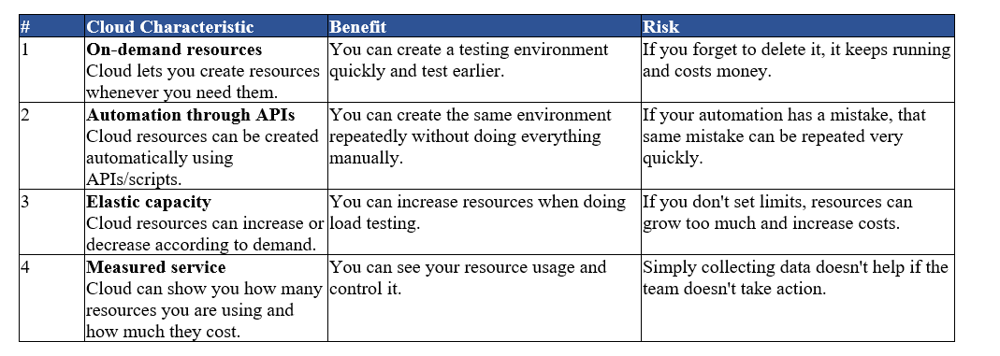 # Cloud Characteristic Benefit Risk
1 On-demand resources
Cloud lets you create resources
whenever you need them.
You can create a testing environment
quickly and test earlier.
If you forget to delete it, it keeps running
and costs money.
2 Automation through APIs
Cloud resources can be created
automatically using
APIs/scripts.
You can create the same environment
repeatedly without doing everything
manually.
If your automation has a mistake, that
same mistake can be repeated very
quickly.
3 Elastic capacity
Cloud resources can increase or
decrease according to demand.
You can increase resources when doing
load testing.
If you don't set limits, resources can
grow too much and increase costs.
4 Measured service
Cloud can show you how many
resources you are using and
how much they cost.
You can see your resource usage and
control it.
Simply collecting data doesn't help if the
team doesn't take action.